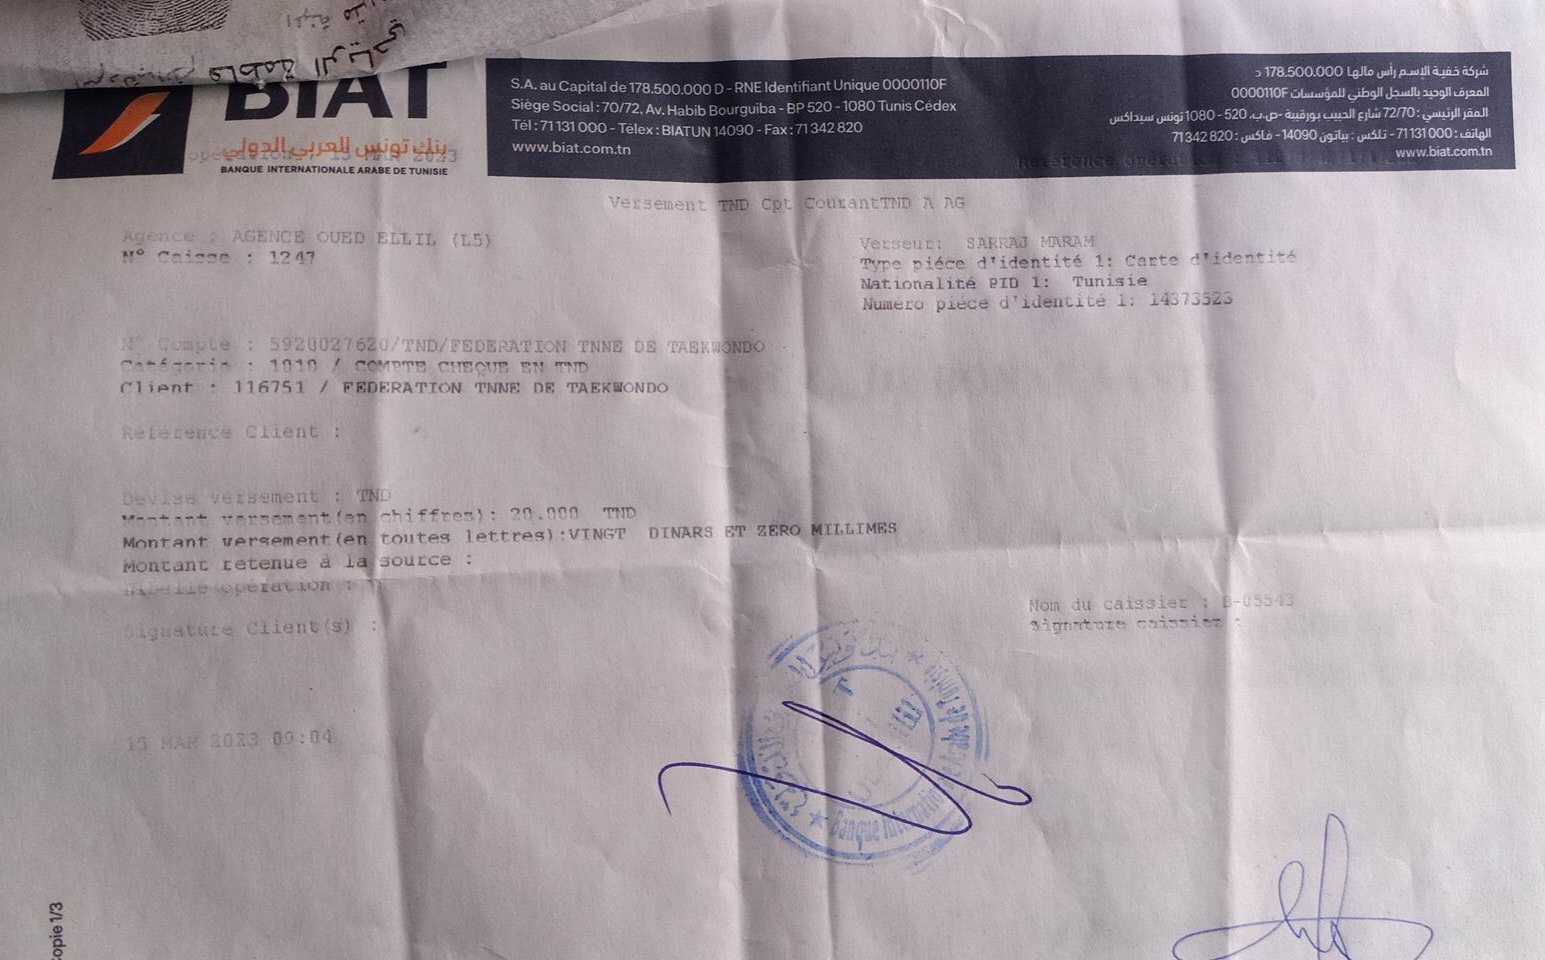 فاطمة الرياحي
BIAT
بنك تونس العربي الدولي
BANQUE INTERNATIONALE ARABE DE TUNISIE
S.A. au Capital de 178.500.000 D - RNE Identifiant Unique 0000110F
Siège Social : 70/72, Av. Habib Bourguiba - BP 520 - 1080 Tunis Cédex
Tél : 71 131 000 - Télex : BIATUN 14090 - Fax : 71 342 820
www.biat.com.tn
شركة خفية الإسم رأس مالها 178.500.000 د
المعرف الوحيد بالسجل الوطني للمؤسسات 0000110F
المقر الرئيسي : 72/70 شارع الحبيب بورقيبة -ص.ب. 520 - 1080 تونس سيداكس
الهاتف : 71131000 - تلكس : بياتون 14090 - فاكس : 71342820
www.biat.com.tn
Versement TND Cpt CourantTND A AG
Agence : AGENCE OUED ELLIL (L5)
N° Caisse : 1247
Verseur: SARRAJ MARAM
Type piéce d'identité 1: Carte d'identité
Nationalité PID 1: Tunisie
Numéro piéce d'identité 1: 14373523
N° Compte : 5920027620/TND/FEDERATION TNNE DE TAEKWONDO
Catégorie : 1010 / COMPTE CHEQUE EN TND
Client : 116751 / FEDERATION TNNE DE TAEKWONDO
Référence Client :
Devise versement : TND
Montant versement(en chiffres): 20.000 TND
Montant versement(en toutes lettres):VINGT DINARS ET ZERO MILLIMES
Montant retenue à la source :
Libellé opération :
Nom du caissier : B-05543
Signature caissier :
Signature Client(s) :
15 MAR 2023 09:04
Banque Internationale
de Tunisie
opie 1/3